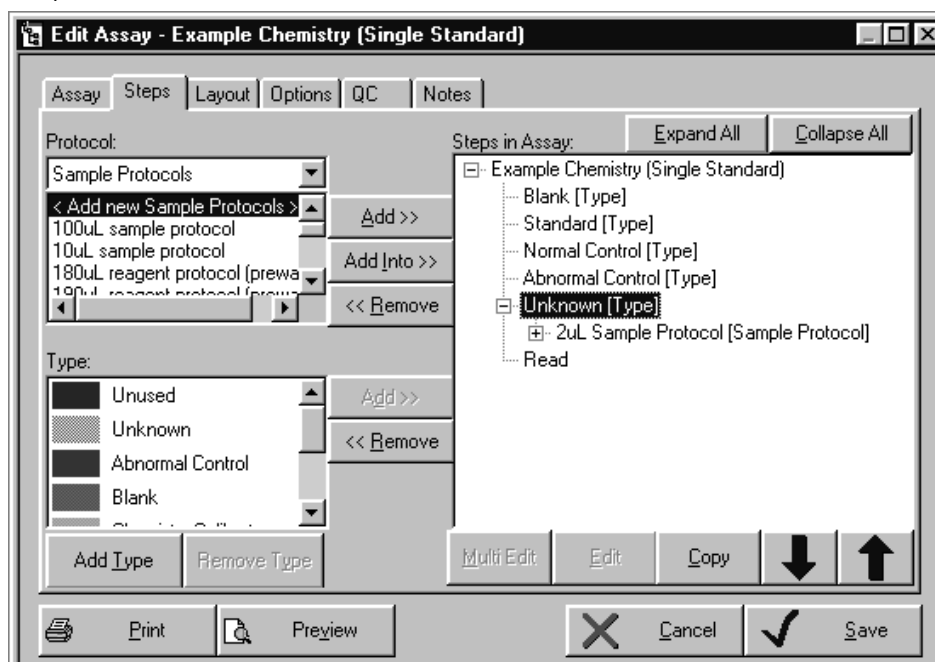 Edit Assay - Example Chemistry (Single Standard)
Assay Steps Layout Options QC Notes
Protocol:
Sample Protocols
< Add new Sample Protocols >
100uL sample protocol
10uL sample protocol
180uL reagent protocol (prewa
Add >>
Add Into >>
<< Remove
Type:
Unused
Unknown
Abnormal Control
Blank
Add >>
<< Remove
Add Type
Remove Type
Steps in Assay:
Expand All
Collapse All
Example Chemistry (Single Standard)
Blank [Type]
Standard [Type]
Normal Control [Type]
Abnormal Control [Type]
Unknown [Type]
2uL Sample Protocol [Sample Protocol]
Read
Multi Edit
Edit
Copy
Print
Preview
Cancel
Save